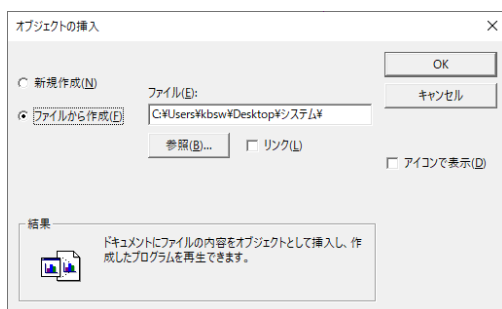 オブジェクトの挿入
新規作成(N)
ファイルから作成(F)
ファイル(E):
C:¥Users¥kbsw¥Desktop¥システム¥
参照(B)...
リンク(L)
OK
キャンセル
アイコンで表示(D)
結果
ドキュメントにファイルの内容をオブジェクトとして挿入し、作
成したプログラムを再生できます。